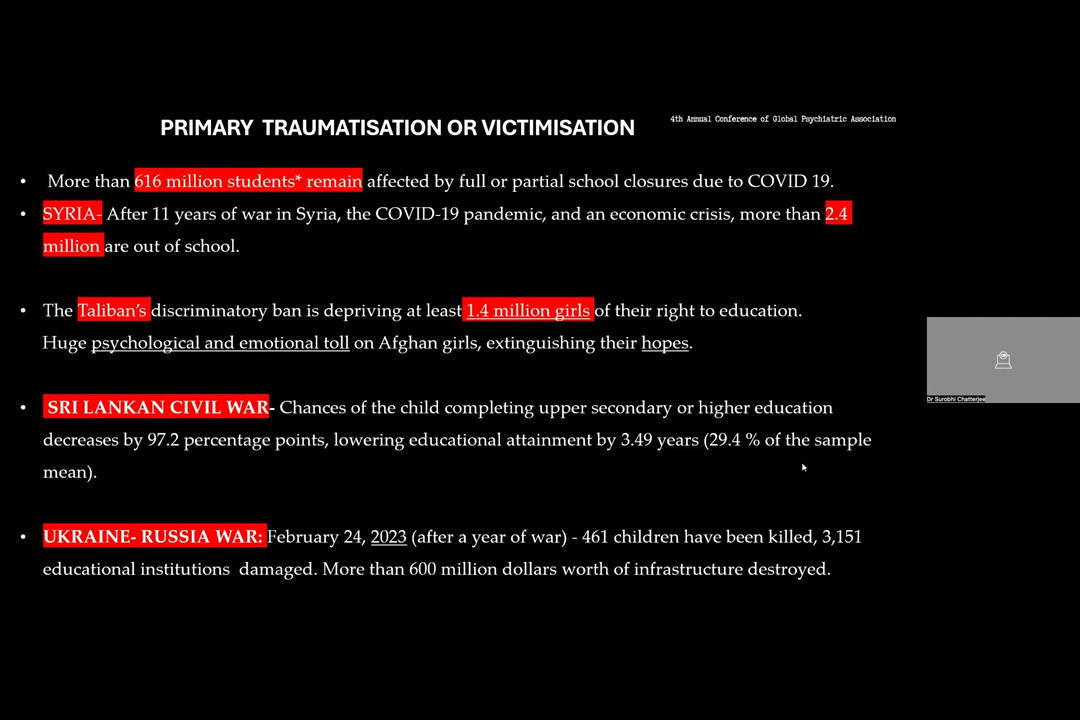 PRIMARY TRAUMATISATION OR VICTIMISATION
4th Annual Conference of Global Psychiatric Association
• More than 616 million students* remain affected by full or partial school closures due to COVID 19.
• SYRIA- After 11 years of war in Syria, the COVID-19 pandemic, and an economic crisis, more than 2.4
million are out of school.
• The Taliban's discriminatory ban is depriving at least 1.4 million girls of their right to education.
Huge psychological and emotional toll on Afghan girls, extinguishing their hopes.
• SRI LANKAN CIVIL WAR- Chances of the child completing upper secondary or higher education
decreases by 97.2 percentage points, lowering educational attainment by 3.49 years (29.4 % of the sample
mean).
• UKRAINE- RUSSIA WAR: February 24, 2023 (after a year of war) - 461 children have been killed, 3,151
educational institutions damaged. More than 600 million dollars worth of infrastructure destroyed.
Dr Surobhi Chatterjee